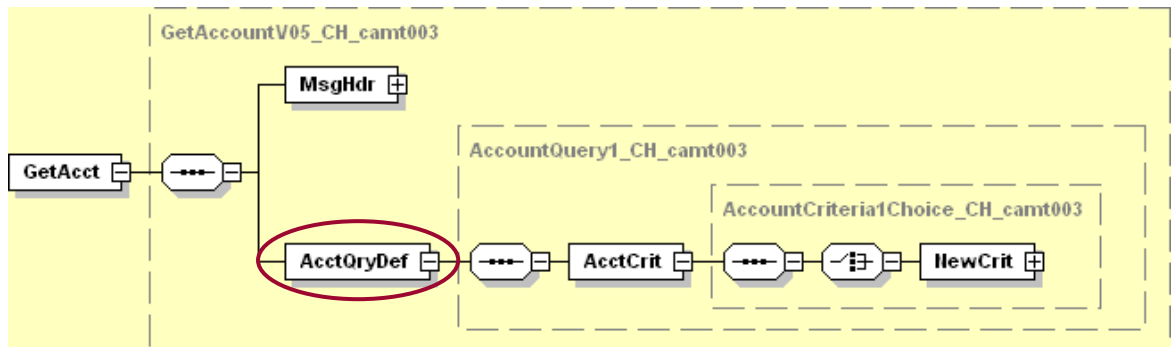 GetAccountV05_CH_camt003
MsgHdr
AccountQuery1_CH_camt003
GetAcct
AccountCriteria1Choice_CH_camt003
AcctQryDef
AcctCrit
NewCrit